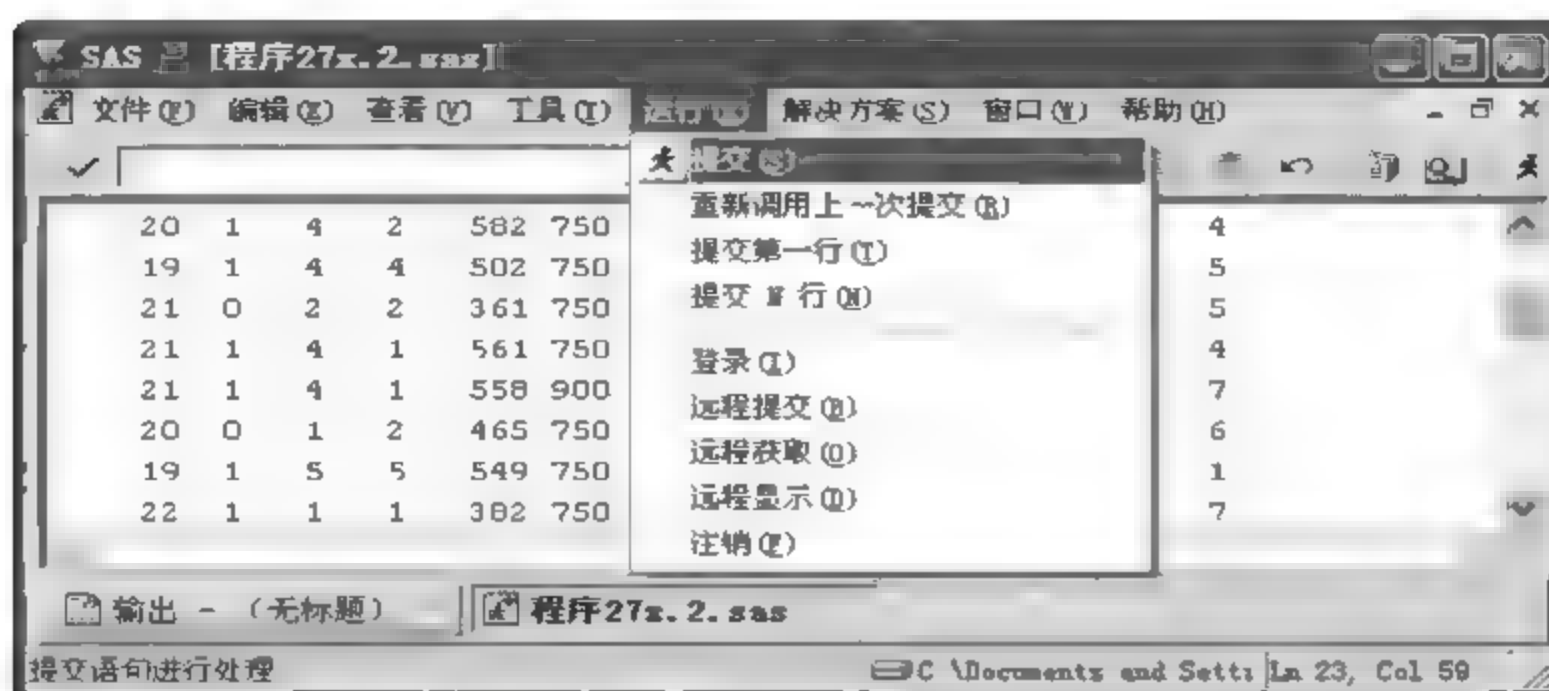 SAS [程序27x.2.sas]
文件(F) 编辑(E) 查看(V) 工具(T) 运行(R) 解决方案(S) 窗口(W) 帮助(H)
提交(S)
重新调用上一次提交(R)
提交第一行(T)
提交 N 行(N)
登录(I)
远程提交(R)
远程获取(O)
远程显示(D)
注销(F)
20 1 4 2 582 750 4
19 1 4 4 502 750 5
21 0 2 2 361 750 5
21 1 4 1 561 750 4
21 1 4 1 558 900 7
20 0 1 2 465 750 6
19 1 5 5 549 750 1
22 1 1 1 382 750 7
输出 - (无标题) 程序27x.2.sas
提交语句进行处理 C \Documents and Setti Ln 23, Col 59